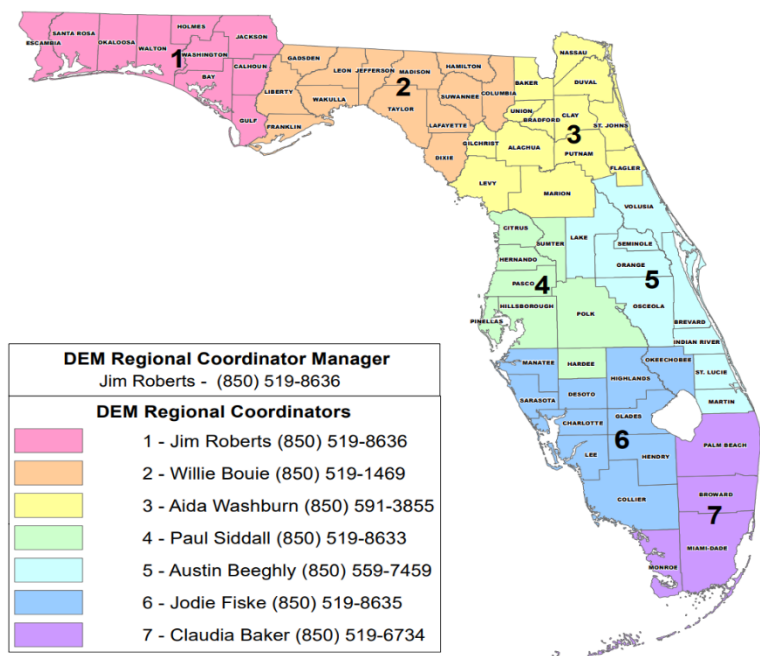 HOLMES
SANTA ROSA
JACKSON
ESCAMBIA
OKALOOSA
WALTON
WASHINGTON
1
BAY
CALHOUN
GULF
GADSDEN
LEON
JEFFERSON
MADISON
HAMILTON
LIBERTY
WAKULLA
2
TAYLOR
SUWANNEE
COLUMBIA
FRANKLIN
LAFAYETTE
DIXIE
NASSAU
BAKER
DUVAL
UNION
BRADFORD
CLAY
ST. JOHNS
3
GILCHRIST
ALACHUA
PUTNAM
FLAGLER
LEVY
MARION
VOLUSIA
CITRUS
SUMTER
LAKE
SEMINOLE
HERNANDO
ORANGE
PASCO
4
5
HILLSBOROUGH
OSCEOLA
PINELLAS
POLK
BREVARD
INDIAN RIVER
MANATEE
HARDEE
OKEECHOBEE
HIGHLANDS
ST. LUCIE
SARASOTA
DESOTO
MARTIN
CHARLOTTE
GLADES
6
LEE
HENDRY
PALM BEACH
COLLIER
BROWARD
7
MONROE
MIAMI-DADE
DEM Regional Coordinator Manager
Jim Roberts - (850) 519-8636
DEM Regional Coordinators
1 - Jim Roberts (850) 519-8636
2 - Willie Bouie (850) 519-1469
3 - Aida Washburn (850) 591-3855
4 - Paul Siddall (850) 519-8633
5 - Austin Beeghly (850) 559-7459
6 - Jodie Fiske (850) 519-8635
7 - Claudia Baker (850) 519-6734